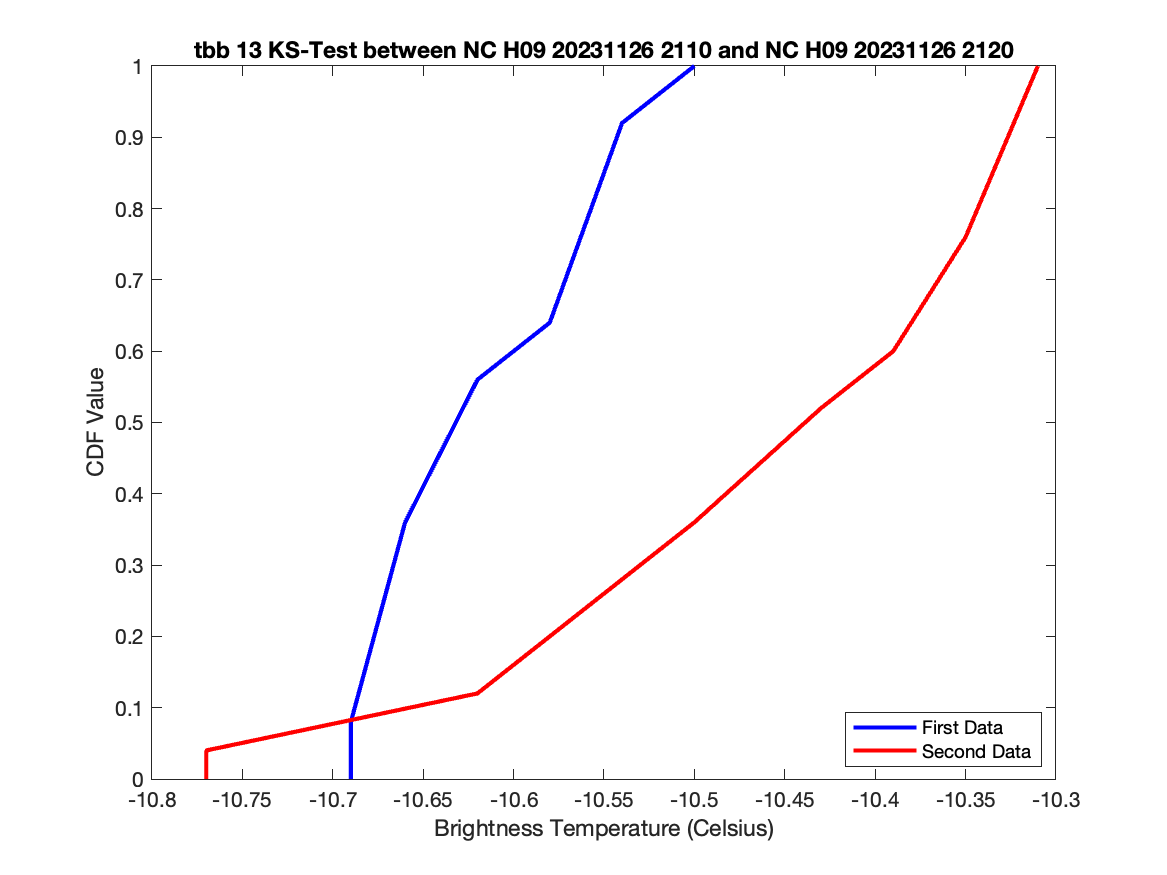 tbb 13 KS-Test between NC H09 20231126 2110 and NC H09 20231126 2120
1
0.9
0.8
0.7
0.6
0.5
0.4
0.3
0.2
0.1
0
CDF Value
First Data
Second Data
-10.8 -10.75 -10.7 -10.65 -10.6 -10.55 -10.5 -10.45 -10.4 -10.35 -10.3
Brightness Temperature (Celsius)